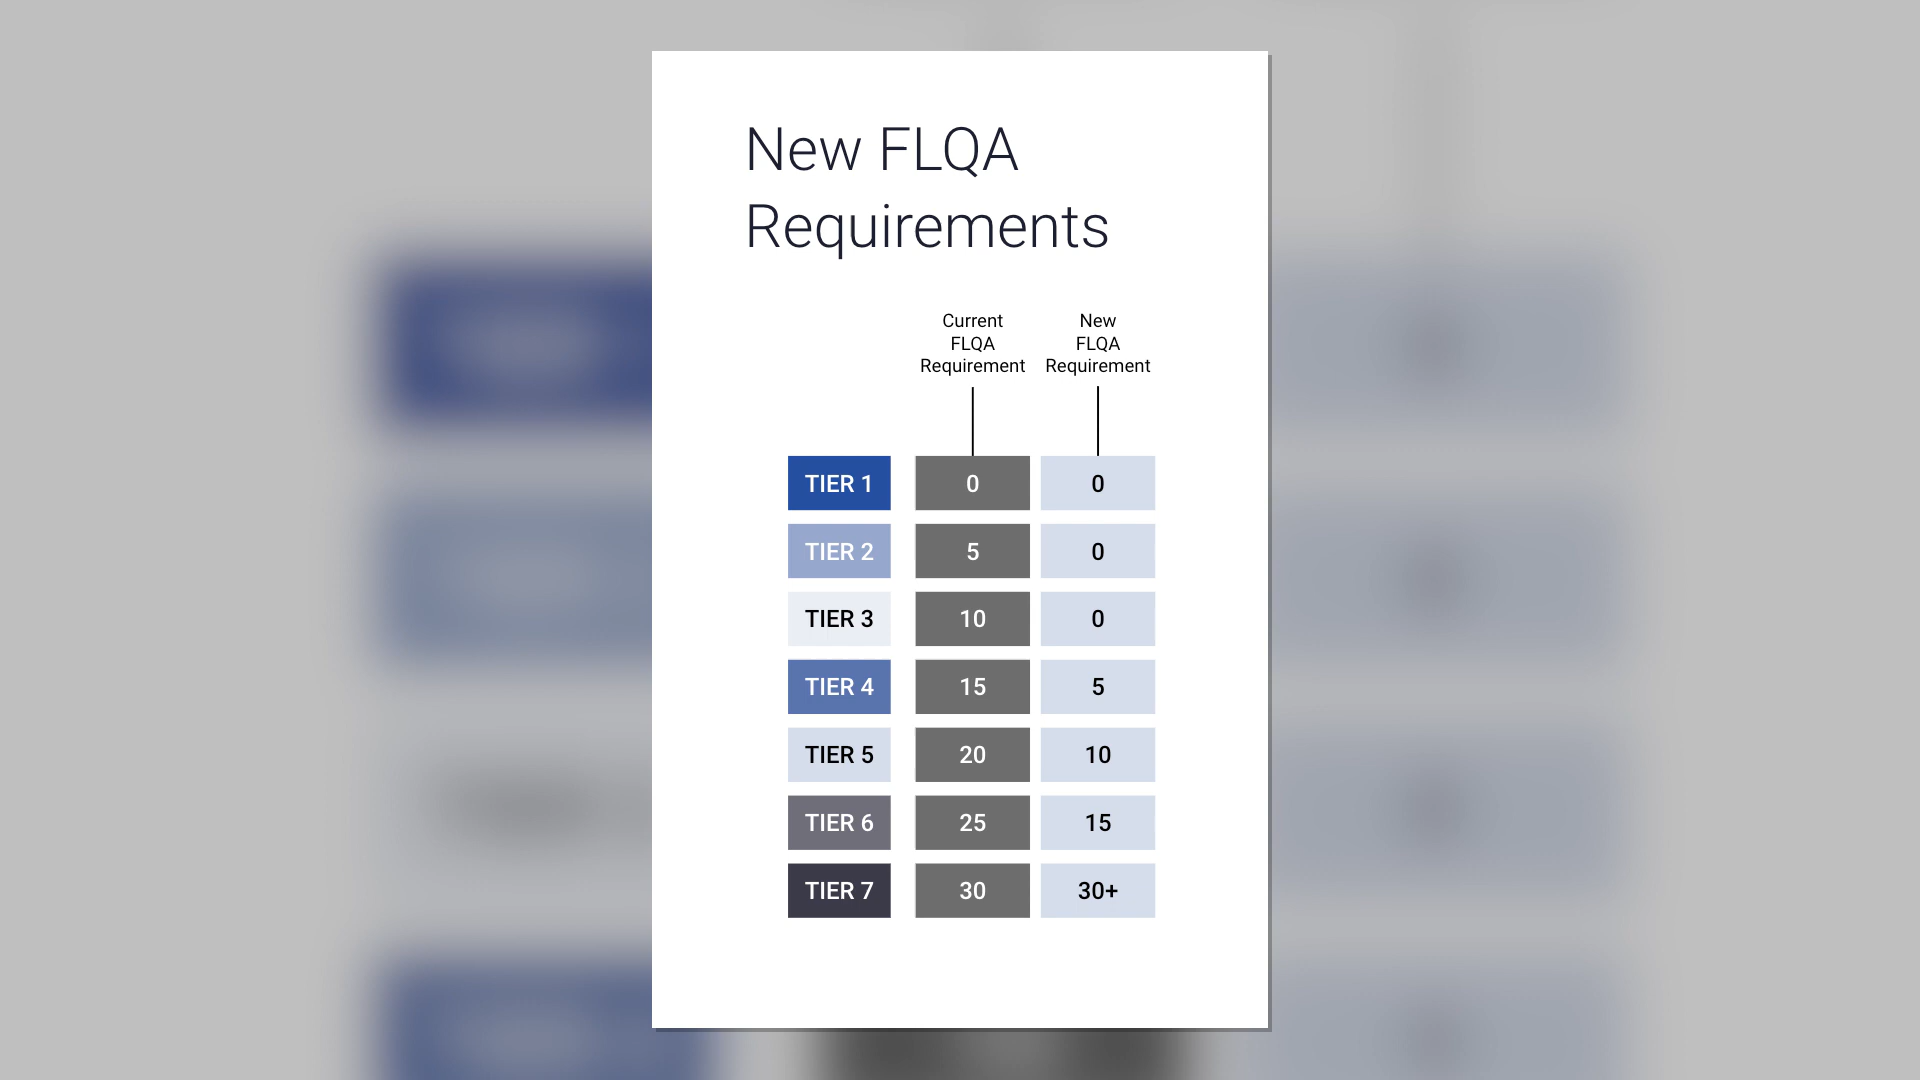 New FLQA
Requirements
Current
FLQA
Requirement
New
FLQA
Requirement
TIER 1 0 0
TIER 2 5 0
TIER 3 10 0
TIER 4 15 5
TIER 5 20 10
TIER 6 25 15
TIER 7 30 30+